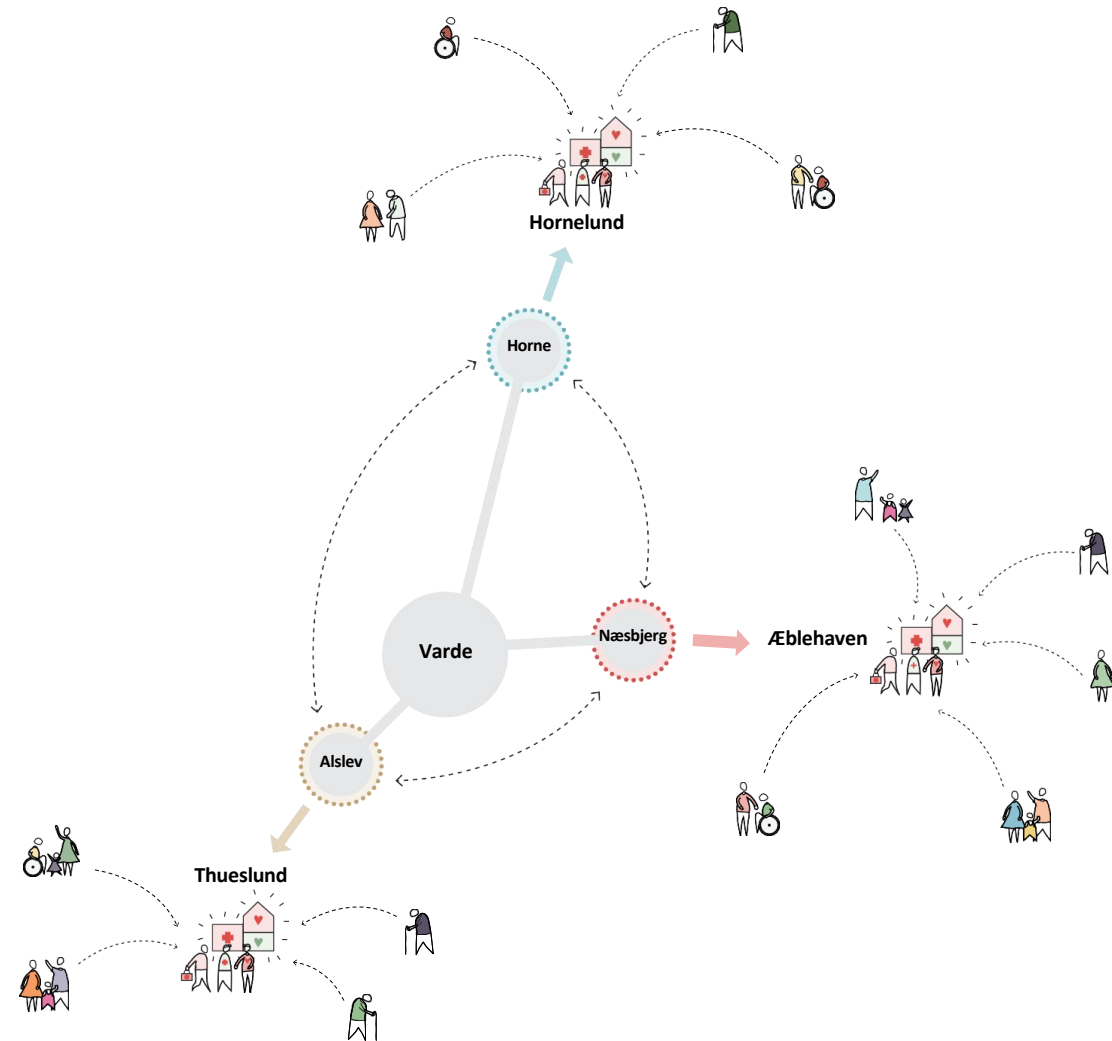 Hornelund
Horne
Næsbjerg
Æblehaven
Varde
Alslev
Thueslund